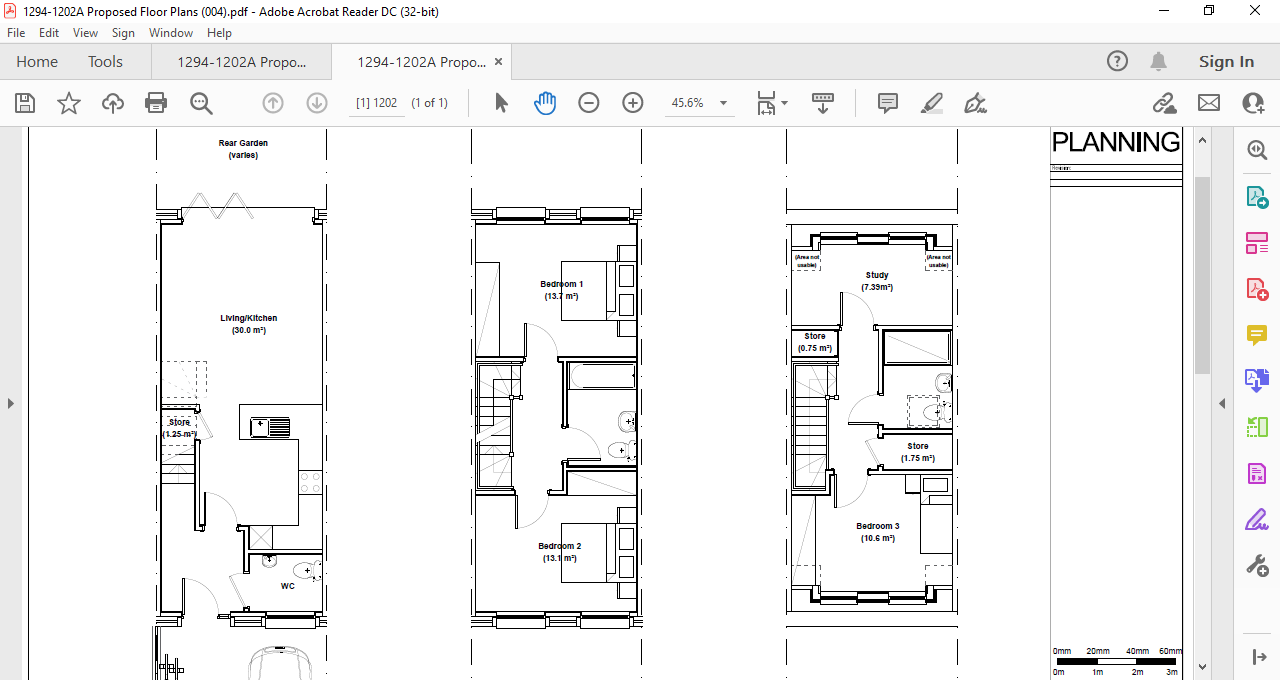 1294-1202A Proposed Floor Plans (004).pdf - Adobe Acrobat Reader DC (32-bit)
File Edit View Sign Window Help
Home Tools 1294-1202A Propo... 1294-1202A Propo... ×
Sign In
[1] 1202 (1 of 1) 45.6%
Rear Garden
(varies)
Living/Kitchen
(30.0 m²)
Store
(1.25 m²)
WC
Bedroom 1
(13.7 m²)
Bedroom 2
(13.1 m²)
(Area not
usable)
(Area not
usable)
Study
(7.39m²)
Store
(0.75 m²)
Store
(1.75 m²)
Bedroom 3
(10.6 m²)
PLANNING
Revision:
0mm 20mm 40mm 60mm
0m 1m 2m 3m